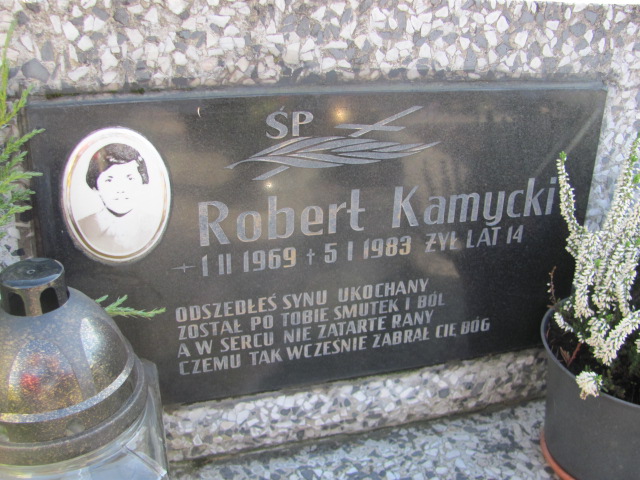 ŚP
Robert Kamycki
1 II 1969 + 5 I 1983 ŻYŁ LAT 14
ODSZEDŁEŚ SYNU UKOCHANY
ZOSTAŁ PO TOBIE SMUTEK I BÓL
A W SERCU NIE ZATARTE RANY
CZEMU TAK WCZEŚNIE ZABRAŁ CIĘ BÓG